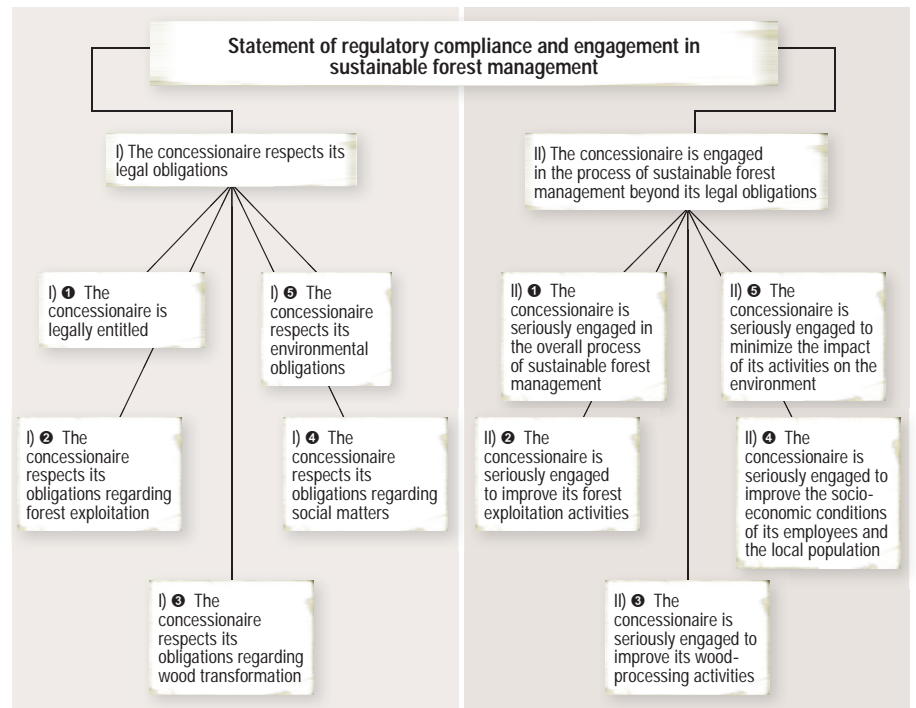 Statement of regulatory compliance and engagement in
sustainable forest management
I) The concessionaire respects its
legal obligations
I) ❶ The
concessionaire is
legally entitled
I) ❷ The
concessionaire
respects its
obligations regarding
forest exploitation
I) ❸ The
concessionaire
respects its
obligations regarding
wood transformation
I) ❹ The
concessionaire
respects its
obligations regarding
social matters
I) ❺ The
concessionaire
respects its
environmental
obligations
II) The concessionaire is engaged
in the process of sustainable forest
management beyond its legal obligations
II) ❶ The
concessionaire is
seriously engaged in
the overall process
of sustainable forest
management
II) ❷ The
concessionaire is
seriously engaged
to improve its forest
exploitation activities
II) ❸ The
concessionaire is
seriously engaged to
improve its wood-
processing activities
II) ❹ The
concessionaire is
seriously engaged to
improve the socio-
economic conditions
of its employees and
the local population
II) ❺ The
concessionaire is
seriously engaged to
minimize the impact
of its activities on the
environment